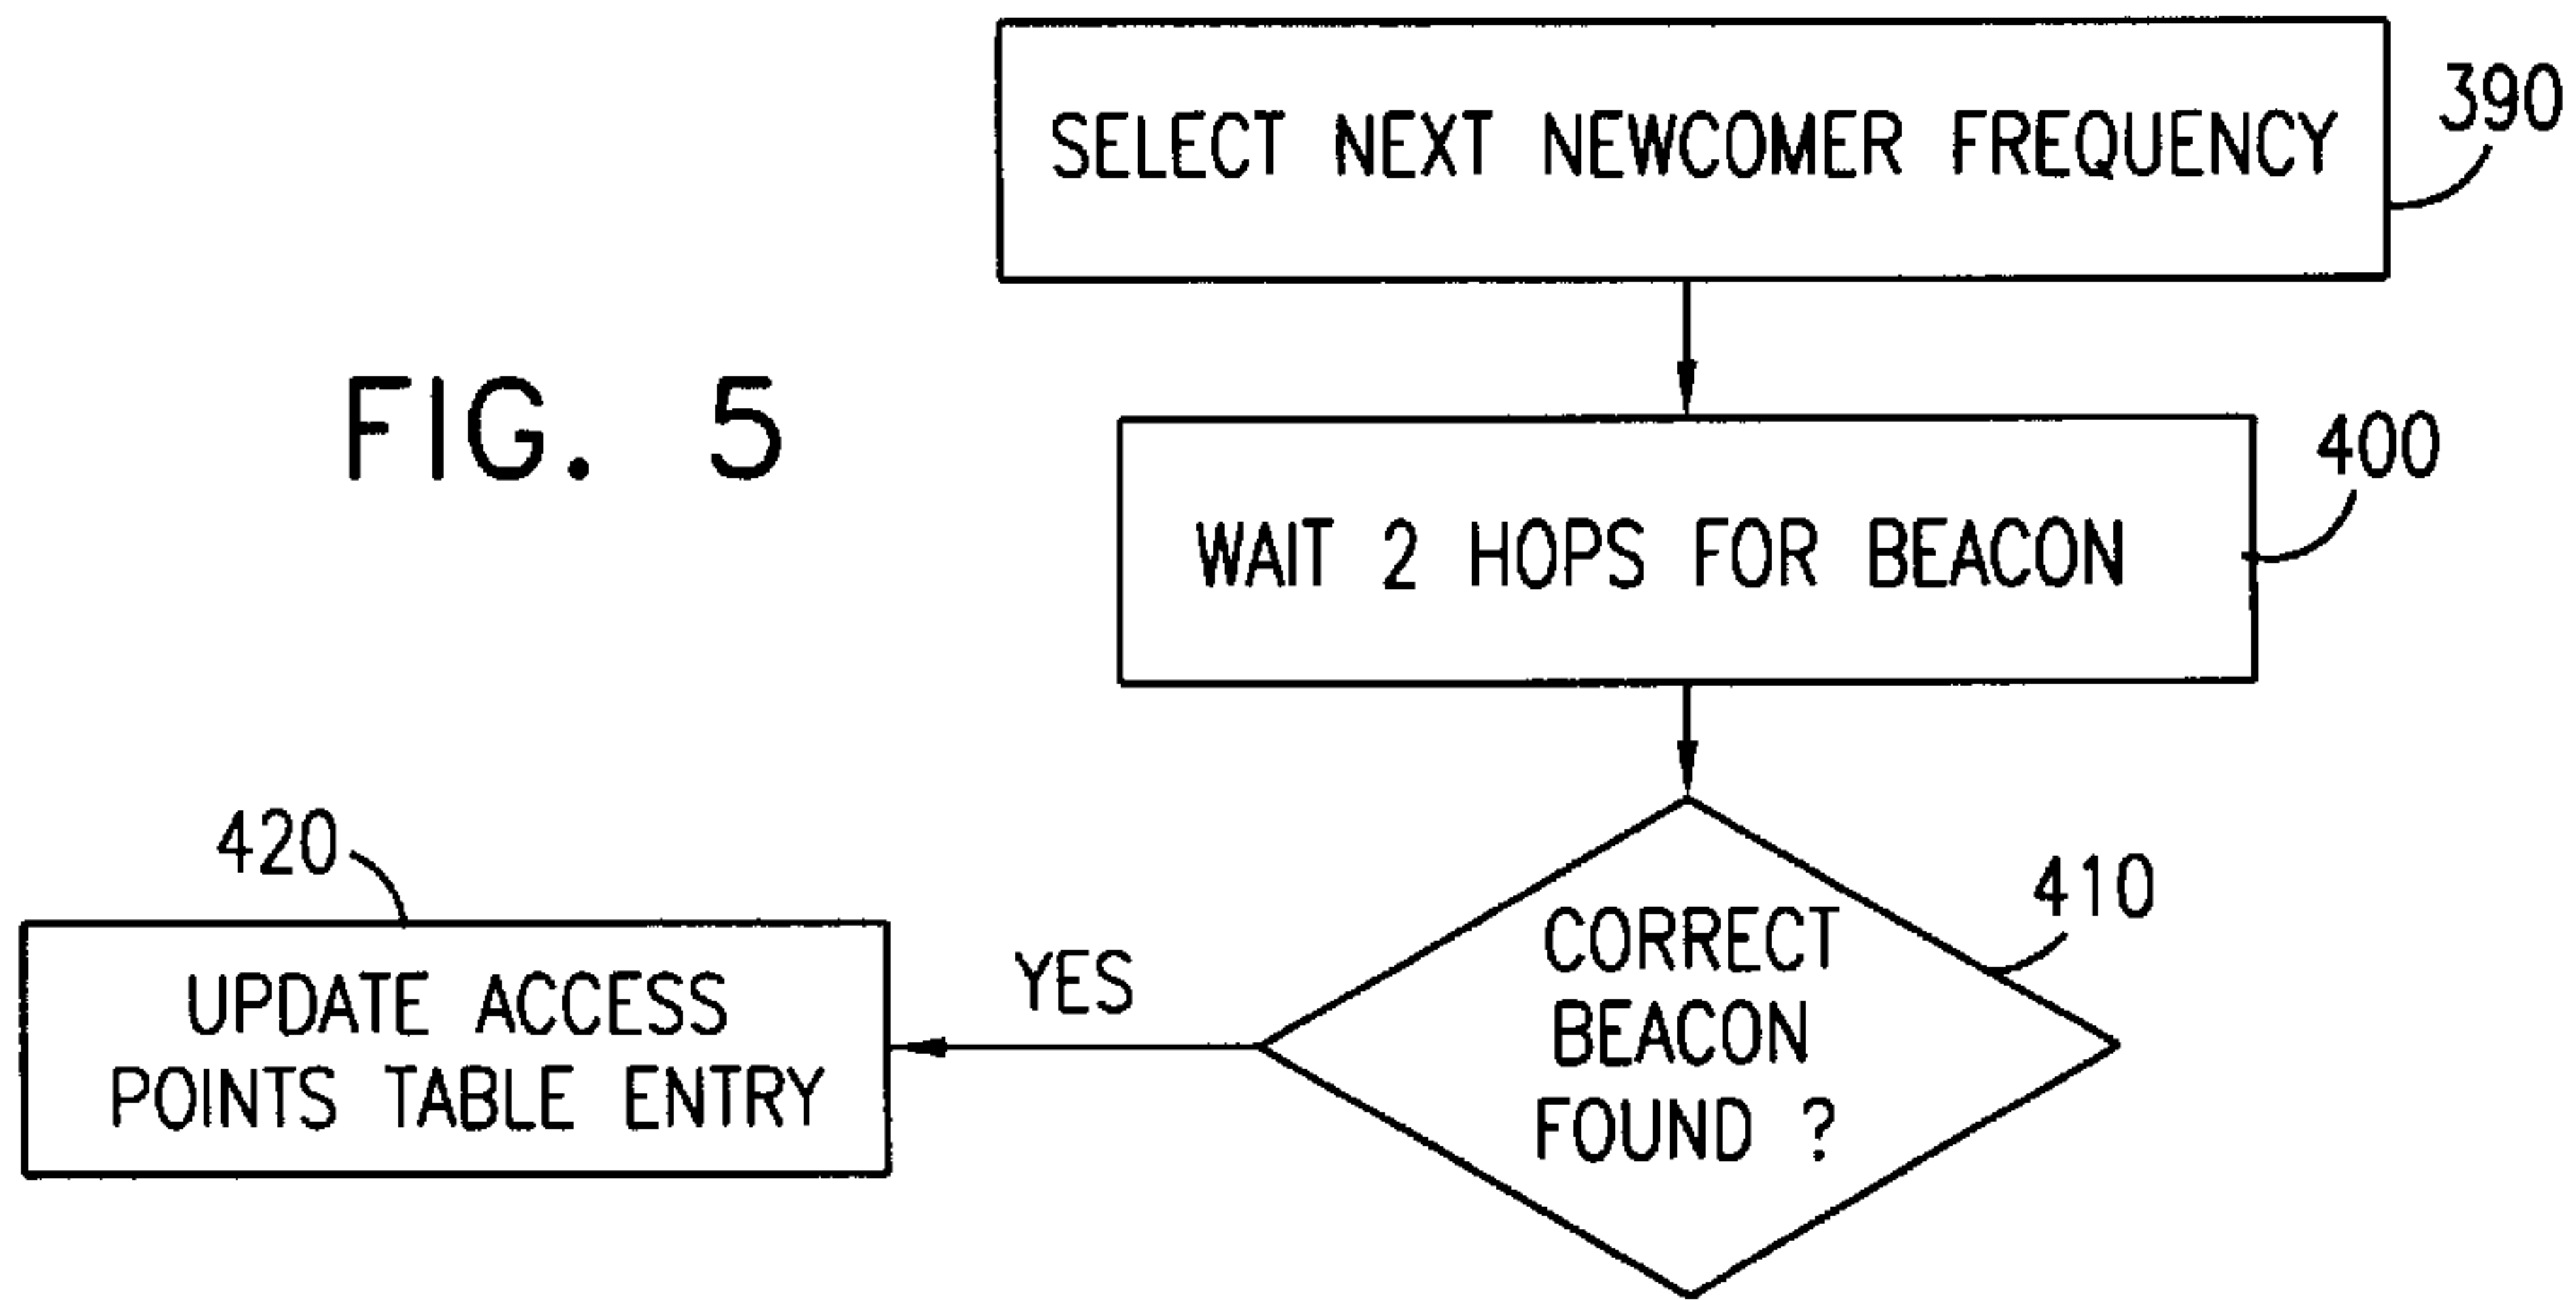 SELECT NEXT NEWCOMER FREQUENCY
390
FIG. 5
WAIT 2 HOPS FOR BEACON
400
CORRECT
BEACON
FOUND ?
410
YES
420
UPDATE ACCESS
POINTS TABLE ENTRY